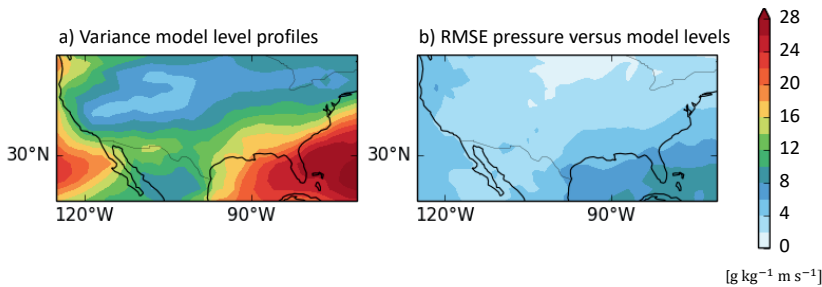 a) Variance model level profiles
b) RMSE pressure versus model levels
28
24
20
16
12
8
4
0
30°N
30°N
120°W
90°W
120°W
90°W
[g kg⁻¹ m s⁻¹]